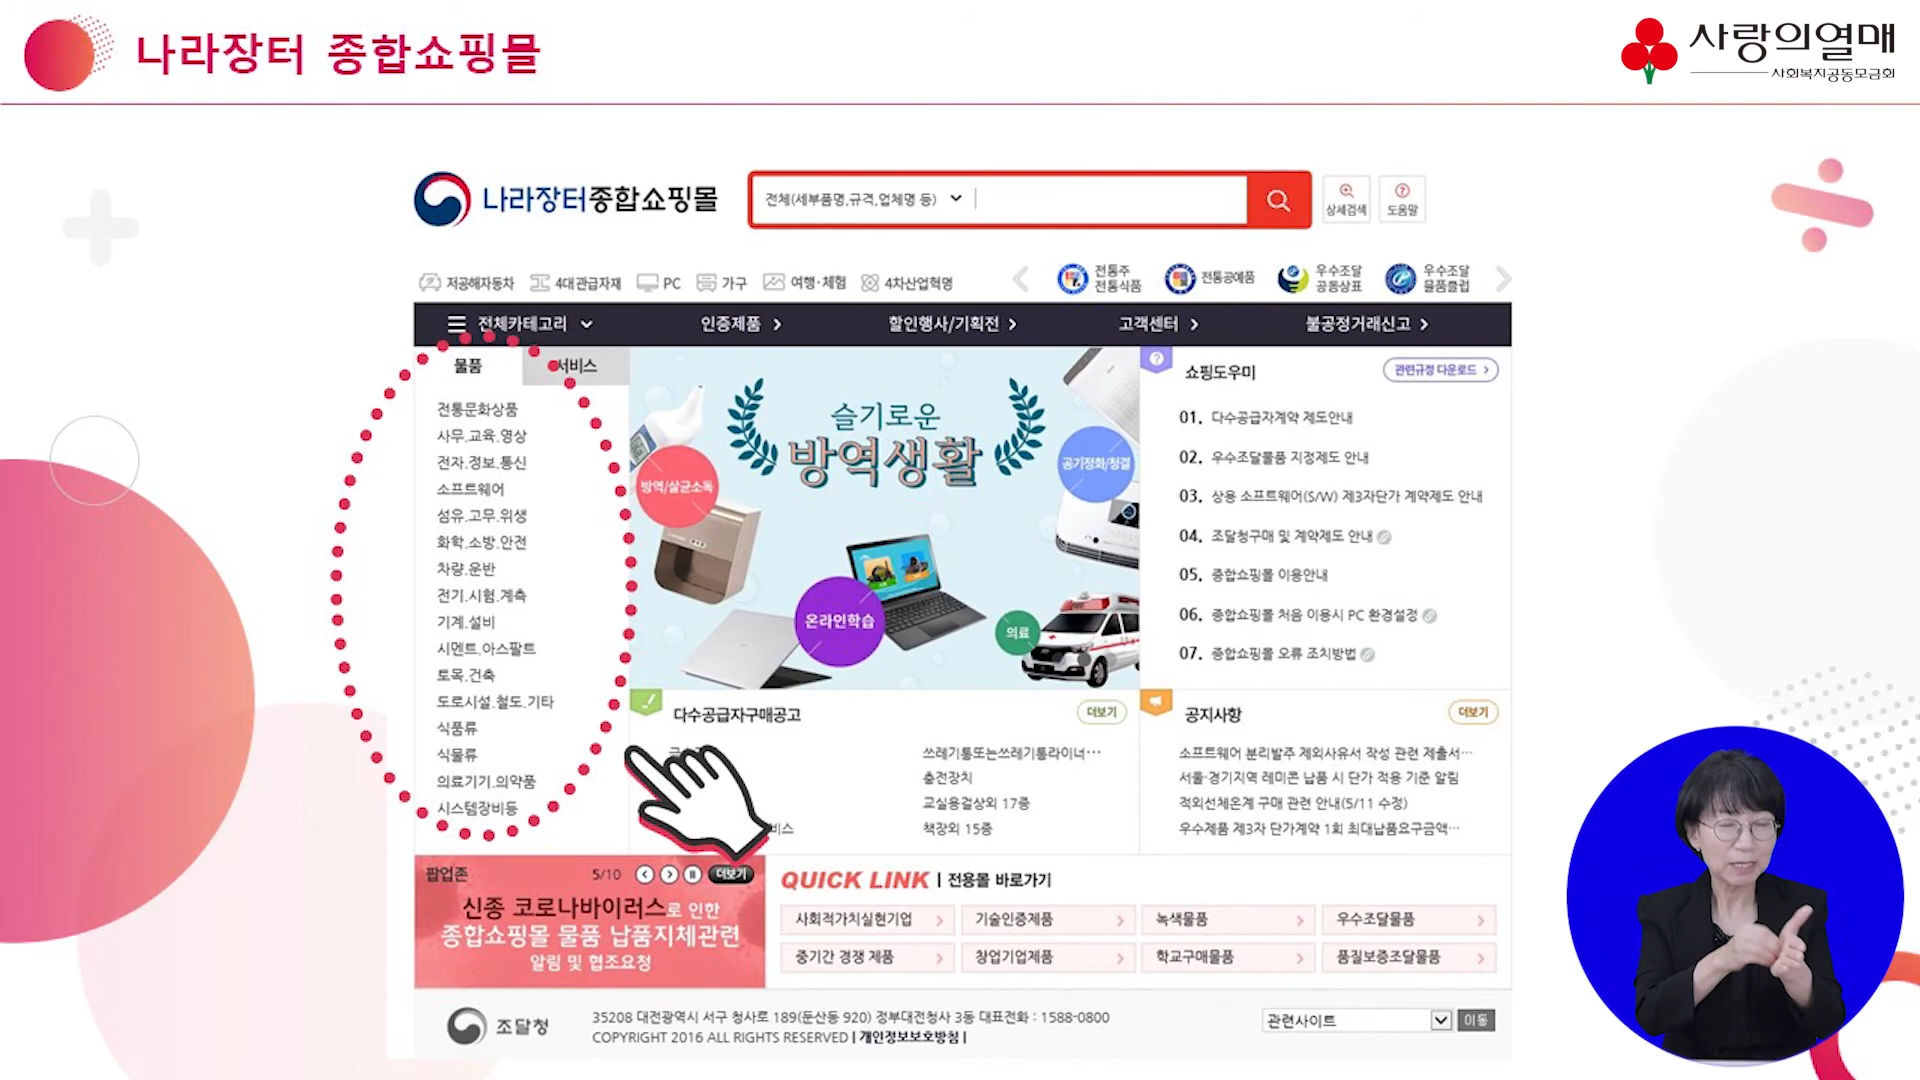 나라장터 종합쇼핑몰
사랑의열매
사회복지공동모금회
나라장터종합쇼핑몰
전체(세부품명,규격,업체명 등)
상세검색
도움말
저공해자동차
4대관급자재
PC
가구
여행·체험
4차산업혁명
전통주
전통식품
전통공예품
우수조달
공동상표
우수조달
물품클럽
전체카테고리
인증제품
할인행사/기획전
고객센터
불공정거래신고
물품
서비스
전통문화상품
사무.교육.영상
전자.정보.통신
소프트웨어
섬유.고무.위생
화학.소방.안전
차량.운반
전기.시험.계측
기계.설비
시멘트.아스팔트
토목.건축
도로시설.철도.기타
식품류
식물류
의료기기.의약품
시스템장비등
슬기로운
방역생활
방역/살균소독
공기정화/청결
온라인학습
의료
쇼핑도우미
관련규정 다운로드
01. 다수공급자계약 제도안내
02. 우수조달물품 지정제도 안내
03. 상용 소프트웨어(S/W) 제3자단가 계약제도 안내
04. 조달청구매 및 계약제도 안내
05. 종합쇼핑몰 이용안내
06. 종합쇼핑몰 처음 이용시 PC 환경설정
07. 종합쇼핑몰 오류 조치방법
다수공급자구매공고
더보기
쓰레기통또는쓰레기통라이너…
충전장치
교실용걸상외 17종
비스
책장외 15종
공지사항
더보기
소프트웨어 분리발주 제외사유서 작성 관련 제출서…
서울·경기지역 레미콘 납품 시 단가 적용 기준 알림
적외선체온계 구매 관련 안내(5/11 수정)
우수제품 제3자 단가계약 1회 최대납품요구금액…
팝업존
5/10
더보기
신종 코로나바이러스로 인한
종합쇼핑몰 물품 납품지체관련
알림 및 협조요청
QUICK LINK | 전용몰 바로가기
사회적가치실현기업
기술인증제품
녹색물품
우수조달물품
중기간 경쟁 제품
창업기업제품
학교구매물품
품질보증조달물품
조달청
35208 대전광역시 서구 청사로 189(둔산동 920) 정부대전청사 3동 대표전화 : 1588-0800
COPYRIGHT 2016 ALL RIGHTS RESERVED | 개인정보보호방침 |
관련사이트
이동